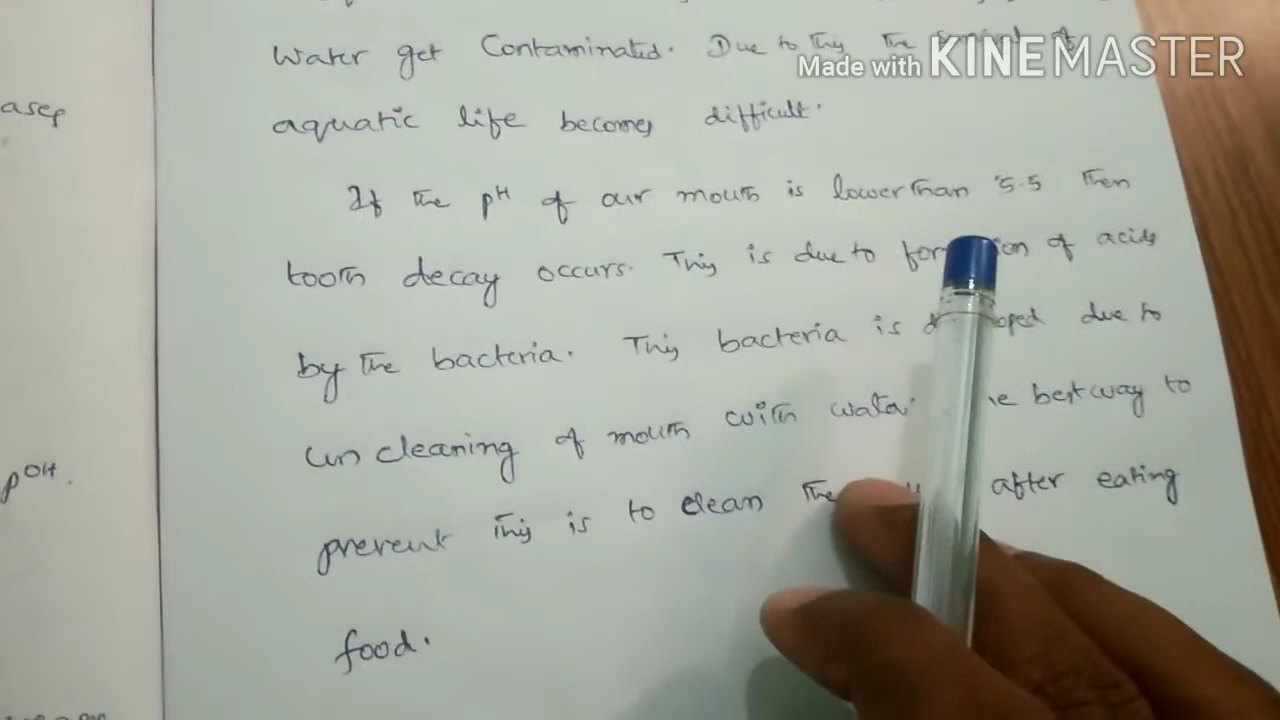 Water get Contaminated. Due to this the
aquatic life becomes difficult.
If the pH of our mouth is lower than 5.5 then
tooth decay occurs. This is due to of acids
by the bacteria. This bacteria is due to
un cleaning of mouth with water. best way to
prevent this is to clean the after eating
food.
ases
pOH.
Made with KINEMASTER